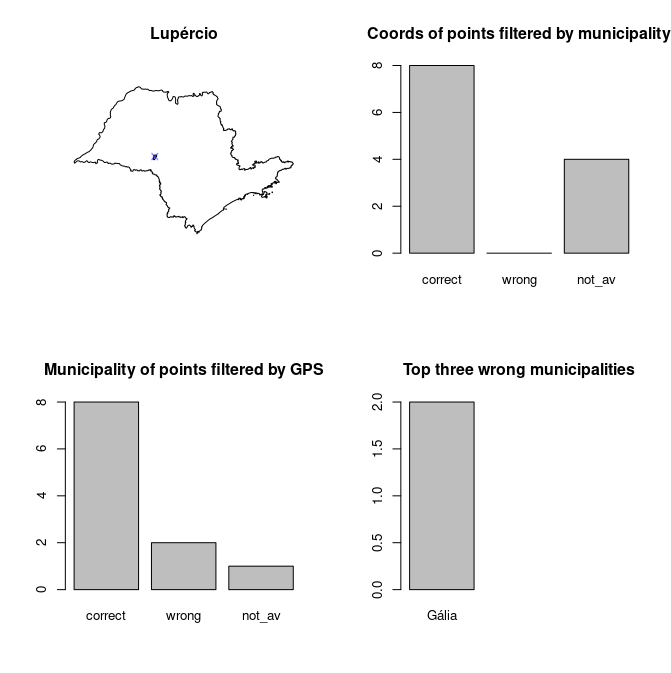 Lupércio
Coords of points filtered by municipality
8
6
4
2
0
correct wrong not_av
Municipality of points filtered by GPS
8
6
4
2
0
correct wrong not_av
Top three wrong municipalities
2.0
1.5
1.0
0.5
0.0
Gália